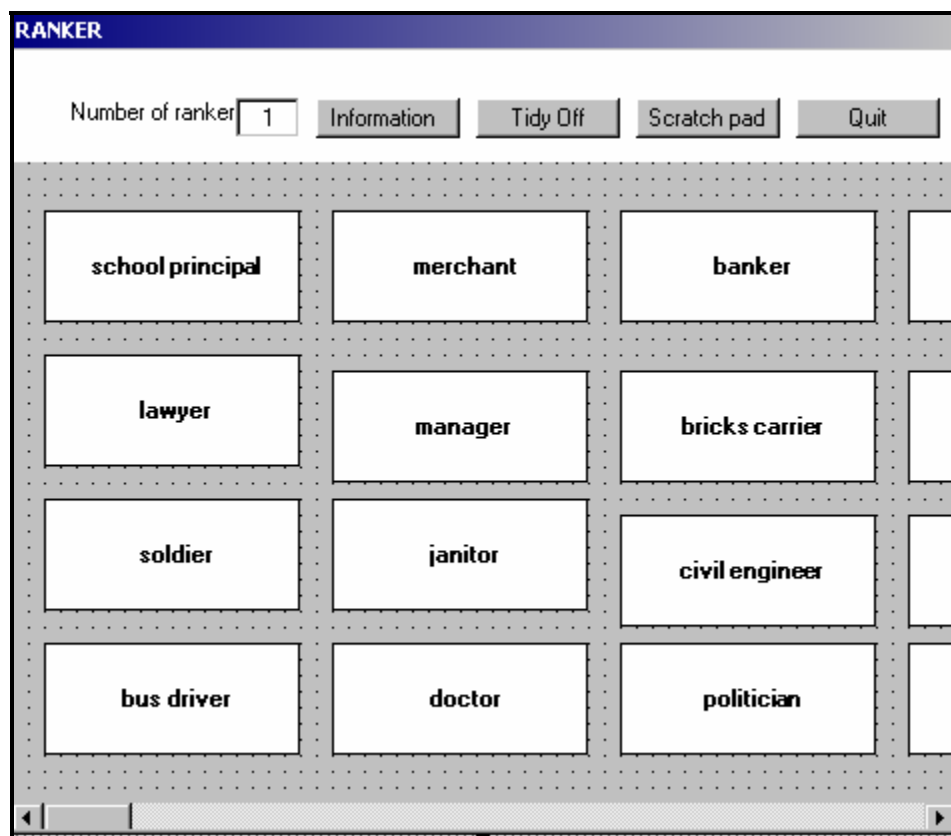 RANKER
Number of ranker 1 Information Tidy Off Scratch pad Quit
school principal merchant banker
lawyer manager bricks carrier
soldier janitor civil engineer
bus driver doctor politician